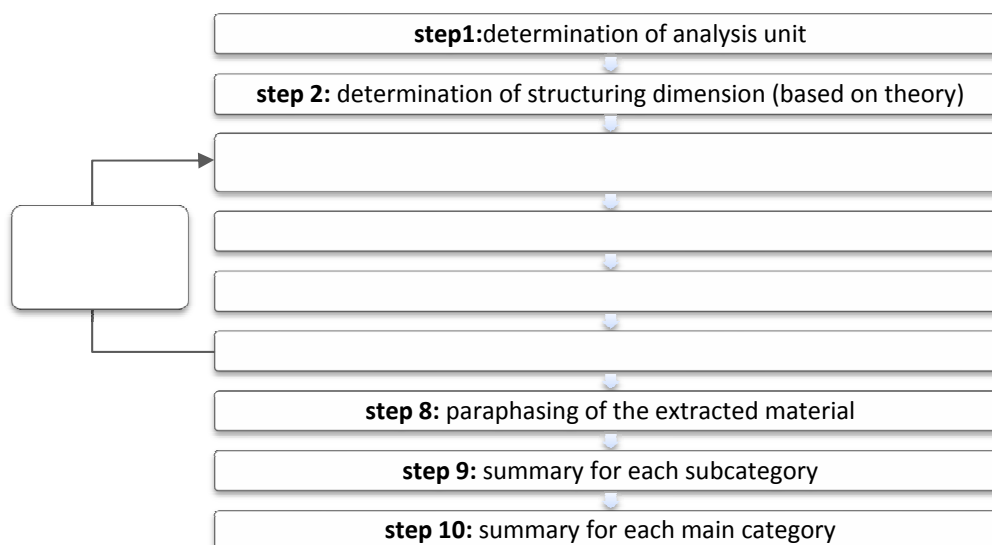 step1:determination of analysis unit
step 2: determination of structuring dimension (based on theory)
step 8: paraphasing of the extracted material
step 9: summary for each subcategory
step 10: summary for each main category